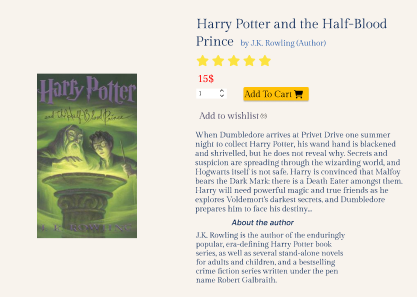 Harry Potter and the Half-Blood
Prince by J.K. Rowling (Author)
15$
1
Add To Cart
Add to wishlist
Harry Potter
and the Half-Blood Prince
When Dumbledore arrives at Privet Drive one summer
night to collect Harry Potter, his wand hand is blackened
and shrivelled, but he does not reveal why. Secrets and
suspicion are spreading through the wizarding world, and
Hogwarts itself is not safe. Harry is convinced that Malfoy
bears the Dark Mark: there is a Death Eater amongst them.
Harry will need powerful magic and true friends as he
explores Voldemort's darkest secrets, and Dumbledore
prepares him to face his destiny...
About the author
J.K. Rowling is the author of the enduringly
popular, era-defining Harry Potter book
series, as well as several stand-alone novels
for adults and children, and a bestselling
crime fiction series written under the pen
name Robert Galbraith.